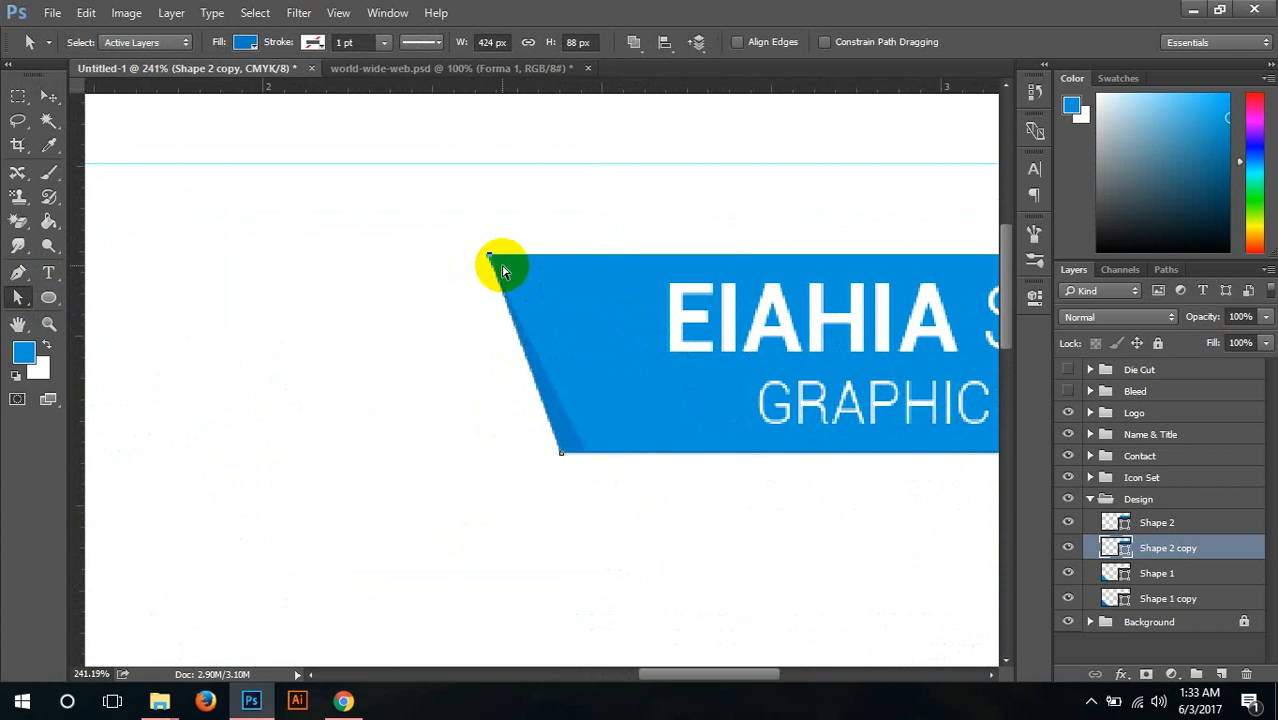 Ps File Edit Image Layer Type Select Filter View Window Help
Select: Active Layers Fill: Stroke: 1 pt W: 424 px H: 88 px Align Edges Constrain Path Dragging Essentials
Untitled-1 @ 241% (Shape 2 copy, CMYK/8) * × world-wide-web.psd @ 100% (Forma 1, RGB/8#) * ×
2 3
Color Swatches
EIAHIA S
GRAPHIC
Layers Channels Paths
Kind
Normal Opacity: 100%
Lock: Fill: 100%
Die Cut
Bleed
Logo
Name & Title
Contact
Icon Set
Design
Shape 2
Shape 2 copy
Shape 1
Shape 1 copy
Background
241.19% Doc: 2.90M/3.10M
Ps Ai
1:33 AM
6/3/2017
1